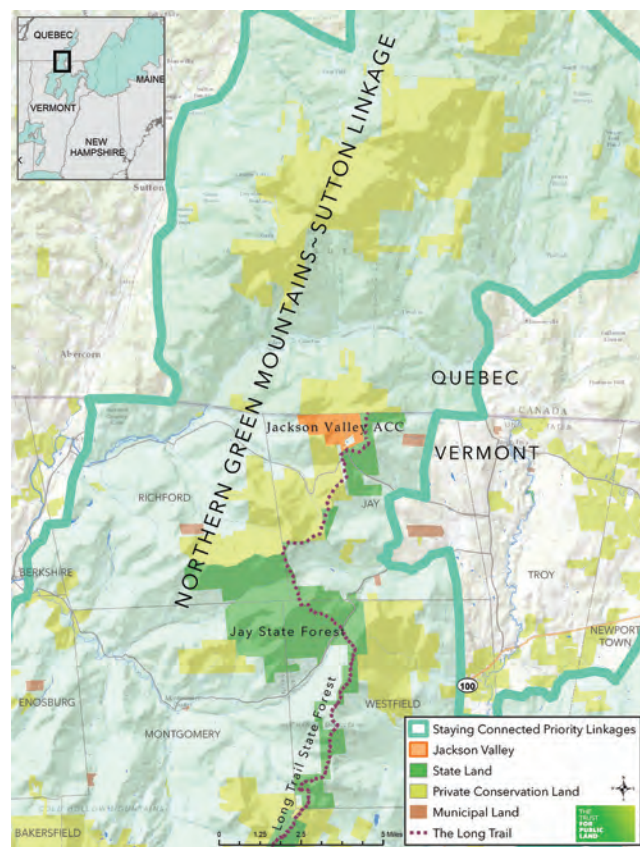 QUEBEC
MAINE
VERMONT
NEW
HAMPSHIRE
Sutton
NORTHERN GREEN MOUNTAINS~SUTTON LINKAGE
Abercorn
QUEBEC
CANADA
Jackson Valley ACC
VERMONT
RICHFORD
JAY
BERKSHIRE
TROY
Jay State Forest
NEWPORT
TOWN
100
ENOSBURG
WESTFIELD
MONTGOMERY
Long Trail State Forest
BAKERSFIELD
0 1.25 2.5 5 Miles
Staying Connected Priority Linkages
Jackson Valley
State Land
Private Conservation Land
Municipal Land
The Long Trail
THE
TRUST
FOR
PUBLIC
LAND